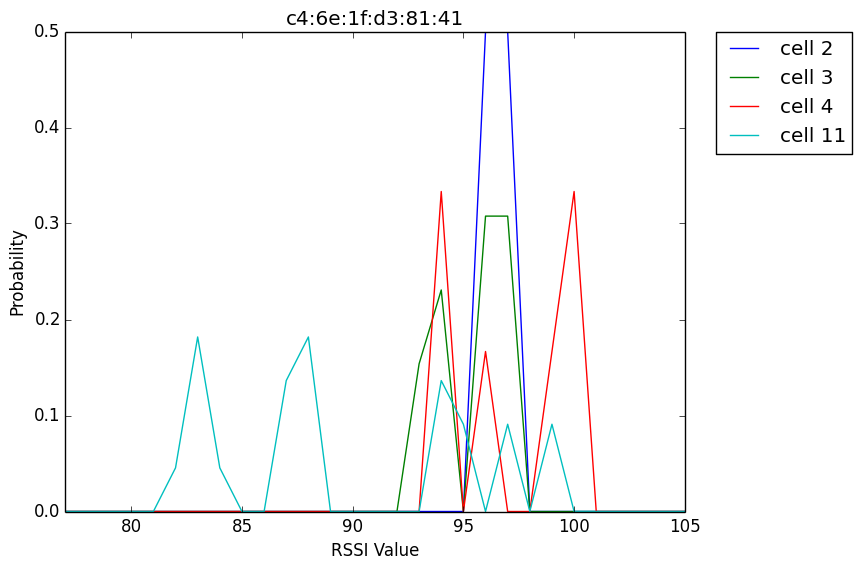 c4:6e:1f:d3:81:41
cell 2
cell 3
cell 4
cell 11
Probability
0.5
0.4
0.3
0.2
0.1
0.0
80 85 90 95 100 105
RSSI Value